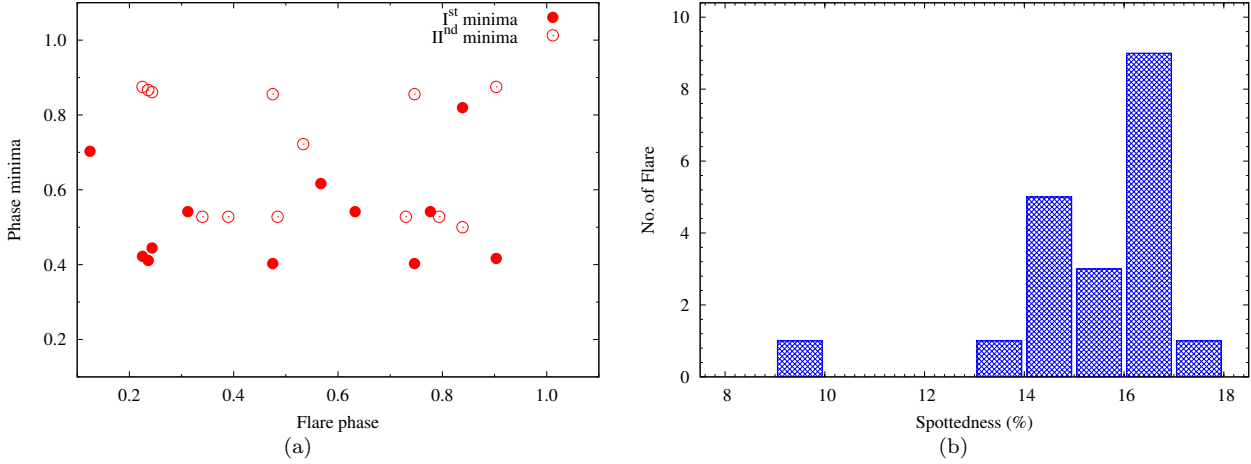 I^st minima
II^nd minima
1.0
0.8
0.6
0.4
0.2
Phase minima
0.2
0.4
0.6
0.8
1.0
Flare phase
(a)
10
8
6
4
2
0
No. of Flare
8
10
12
14
16
18
Spottedness (%)
(b)